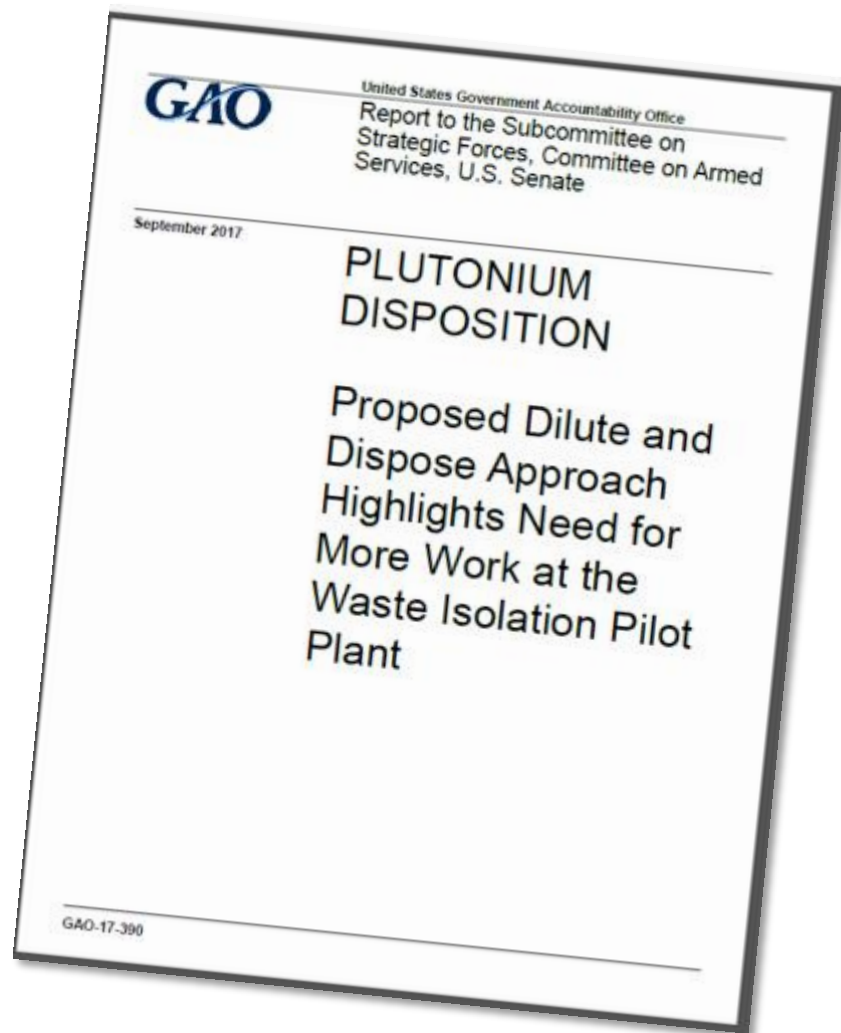 GAO
United States Government Accountability Office
Report to the Subcommittee on
Strategic Forces, Committee on Armed
Services, U.S. Senate
September 2017
PLUTONIUM
DISPOSITION
Proposed Dilute and
Dispose Approach
Highlights Need for
More Work at the
Waste Isolation Pilot
Plant
GAO-17-390